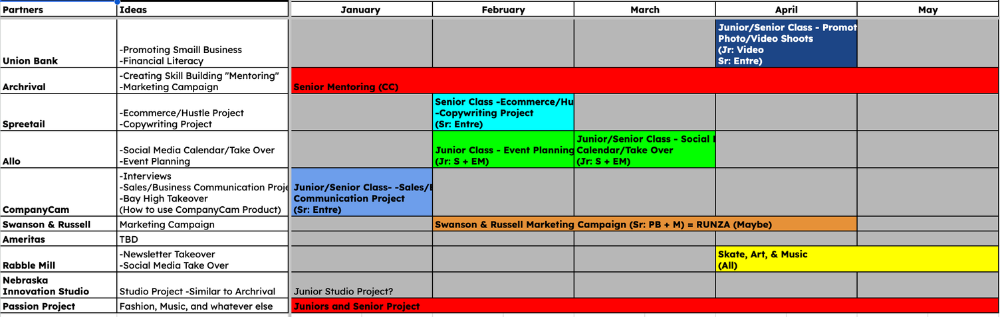 Partners Ideas January February March April May
Union Bank
-Promoting Smaill Business
-Financial Literacy
Junior/Senior Class - Promot
Photo/Video Shoots
(Jr: Video
Sr: Entre)
Archrival
-Creating Skill Building "Mentoring"
-Marketing Campaign
Senior Mentoring (CC)
Spreetail
-Ecommerce/Hustle Project
-Copywriting Project
Senior Class -Ecommerce/Hu
-Copywriting Project
(Sr: Entre)
Allo
-Social Media Calendar/Take Over
-Event Planning
Junior Class - Event Planning
(Jr: S + EM)
Junior/Senior Class - Social
Calendar/Take Over
(Jr: S + EM)
CompanyCam
-Interviews
-Sales/Business Communication Proje
-Bay High Takeover
(How to use CompanyCam Product)
Junior/Senior Class- -Sales/
Communication Project
(Sr: Entre)
Swanson & Russell
Marketing Campaign
Swanson & Russell Marketing Campaign (Sr: PB + M) = RUNZA (Maybe)
Ameritas
TBD
Rabble Mill
-Newsletter Takeover
-Social Media Take Over
Skate, Art, & Music
(All)
Nebraska
Innovation Studio
Studio Project -Similar to Archrival
Junior Studio Project?
Passion Project
Fashion, Music, and whatever else
Juniors and Senior Project